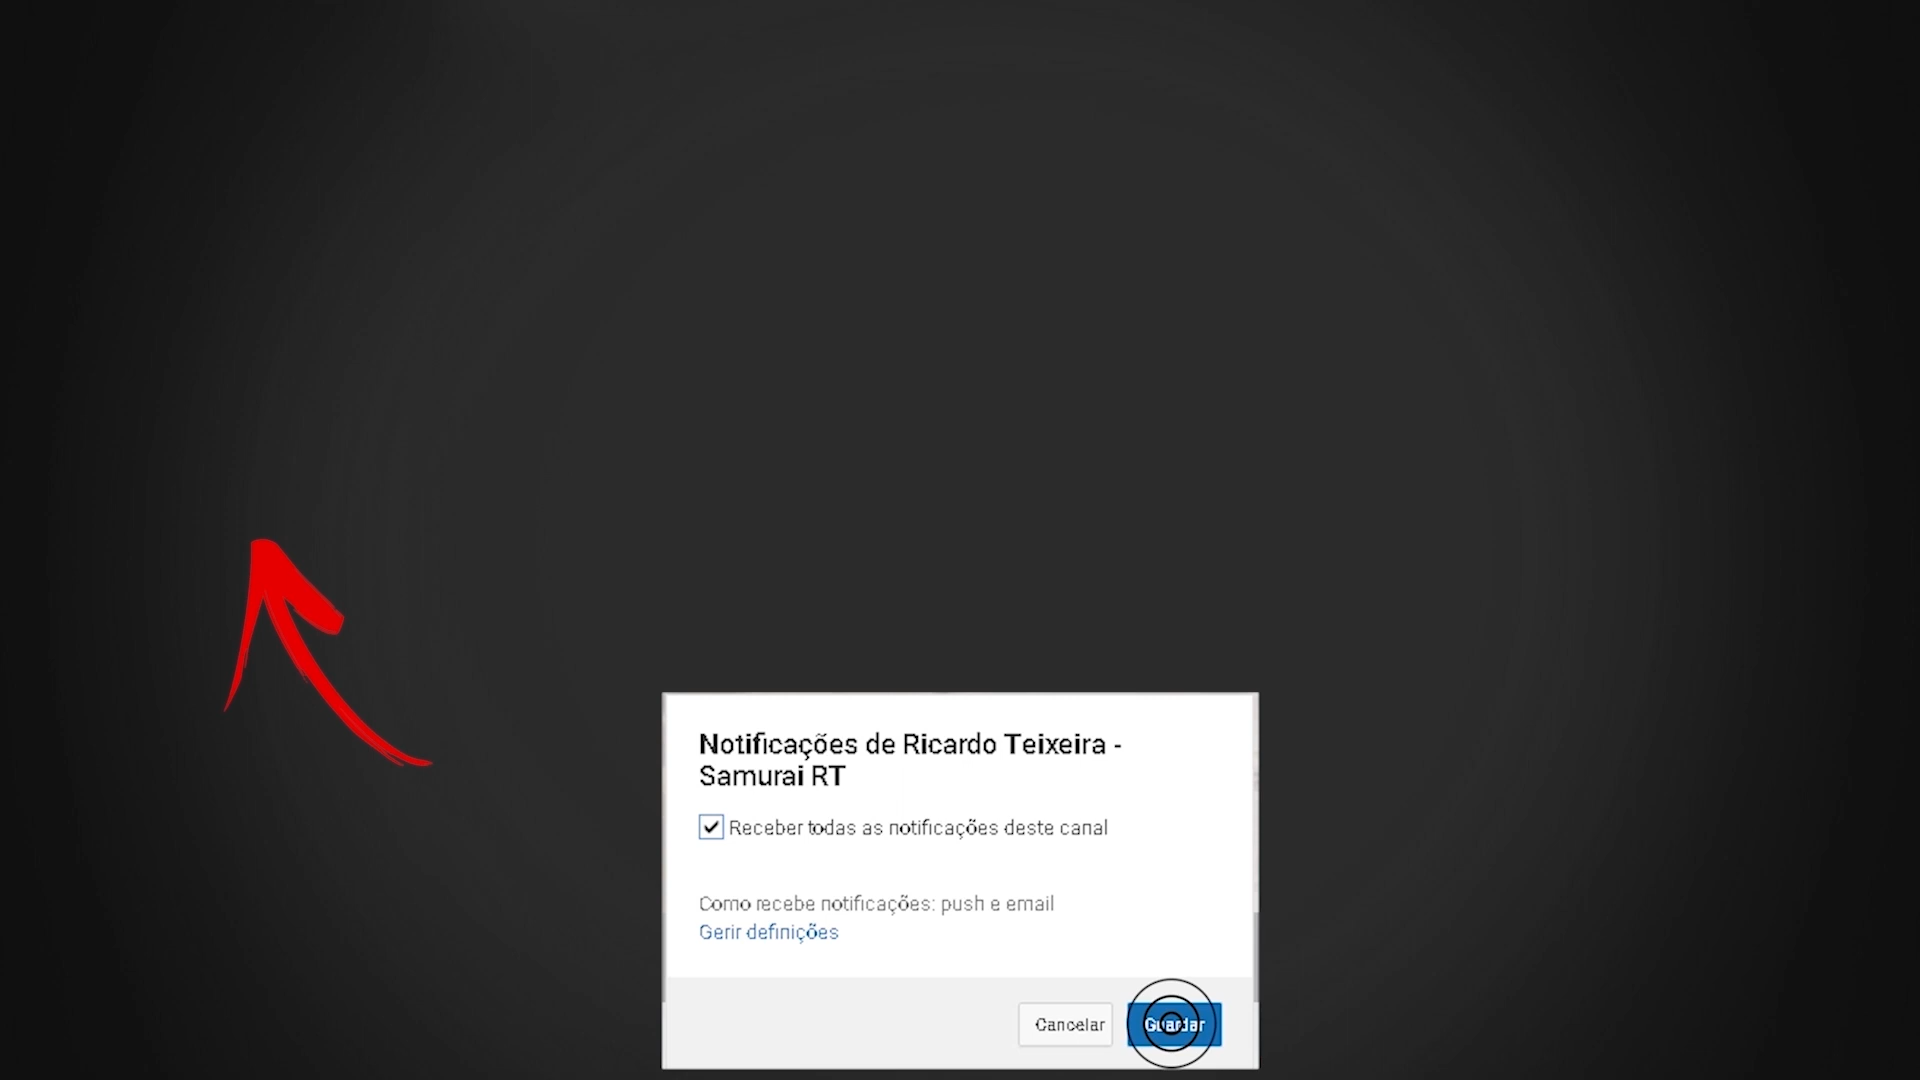 Notificações de Ricardo Teixeira -
Samurai RT
Receber todas as notificações deste canal
Como recebe notificações: push e email
Gerir definições
Cancelar
Guardar